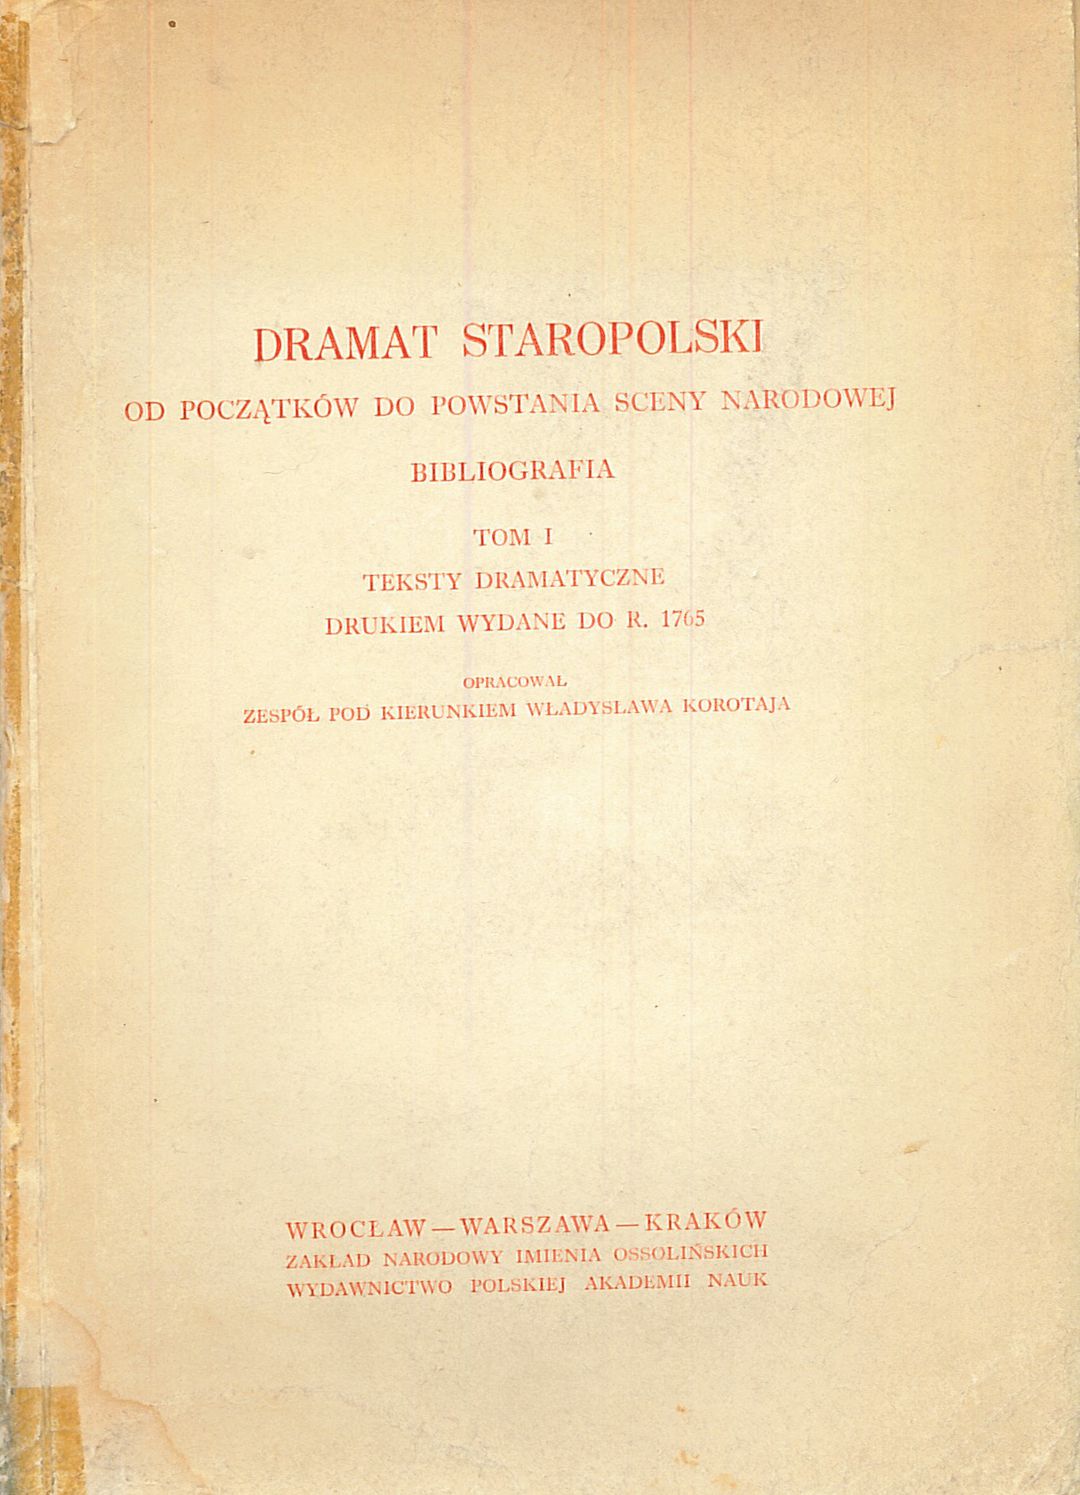 DRAMAT STAROPOLSKI
OD POCZĄTKÓW DO POWSTANIA SCENY NARODOWEJ
BIBLIOGRAFIA
TOM I
TEKSTY DRAMATYCZNE
DRUKIEM WYDANE DO R. 1765
OPRACOWAŁ
ZESPÓŁ POD KIERUNKIEM WŁADYSŁAWA KOROTAJA
WROCŁAW — WARSZAWA — KRAKÓW
ZAKŁAD NARODOWY IMIENIA OSSOLIŃSKICH
WYDAWNICTWO POLSKIEJ AKADEMII NAUK